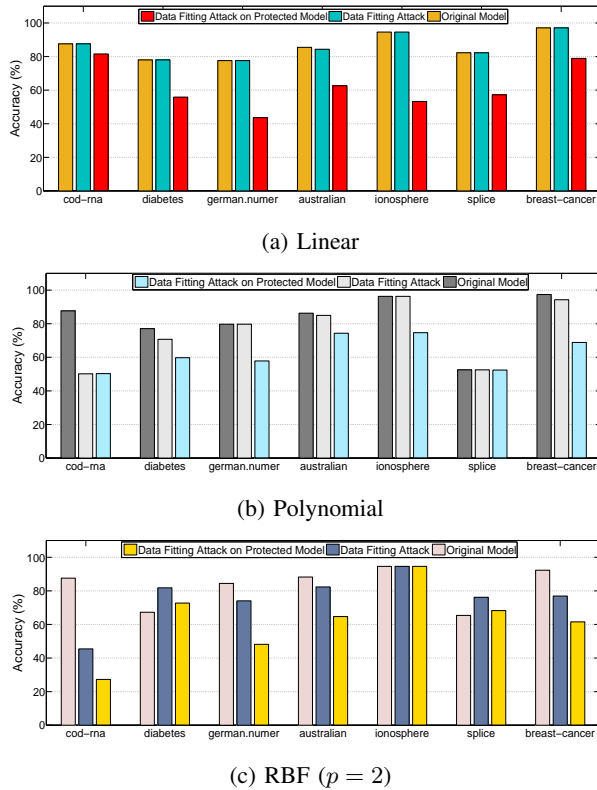 Data Fitting Attack on Protected Model Data Fitting Attack Original Model
100
80
60
40
20
0
Accuracy (%)
cod−rna diabetes german.numer australian ionosphere splice breast−cancer
(a) Linear
Data Fitting Attack on Protected Model Data Fitting Attack Original Model
100
80
60
40
20
0
Accuracy (%)
cod−rna diabetes german.numer australian ionosphere splice breast−cancer
(b) Polynomial
Data Fitting Attack on Protected Model Data Fitting Attack Original Model
100
80
60
40
20
0
Accuracy (%)
cod−rna diabetes german.numer australian ionosphere splice breast−cancer
(c) RBF (p = 2)